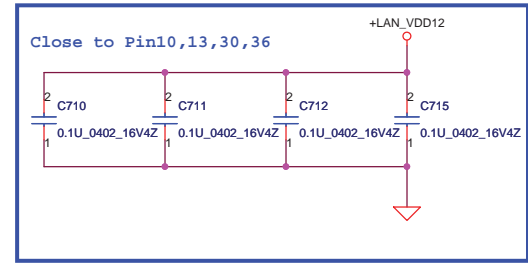 +LAN_VDD12
Close to Pin10,13,30,36
2 2 2 2
C710 C711 C712 C715
0.1U_0402_16V4Z 0.1U_0402_16V4Z 0.1U_0402_16V4Z 0.1U_0402_16V4Z
1 1 1 1